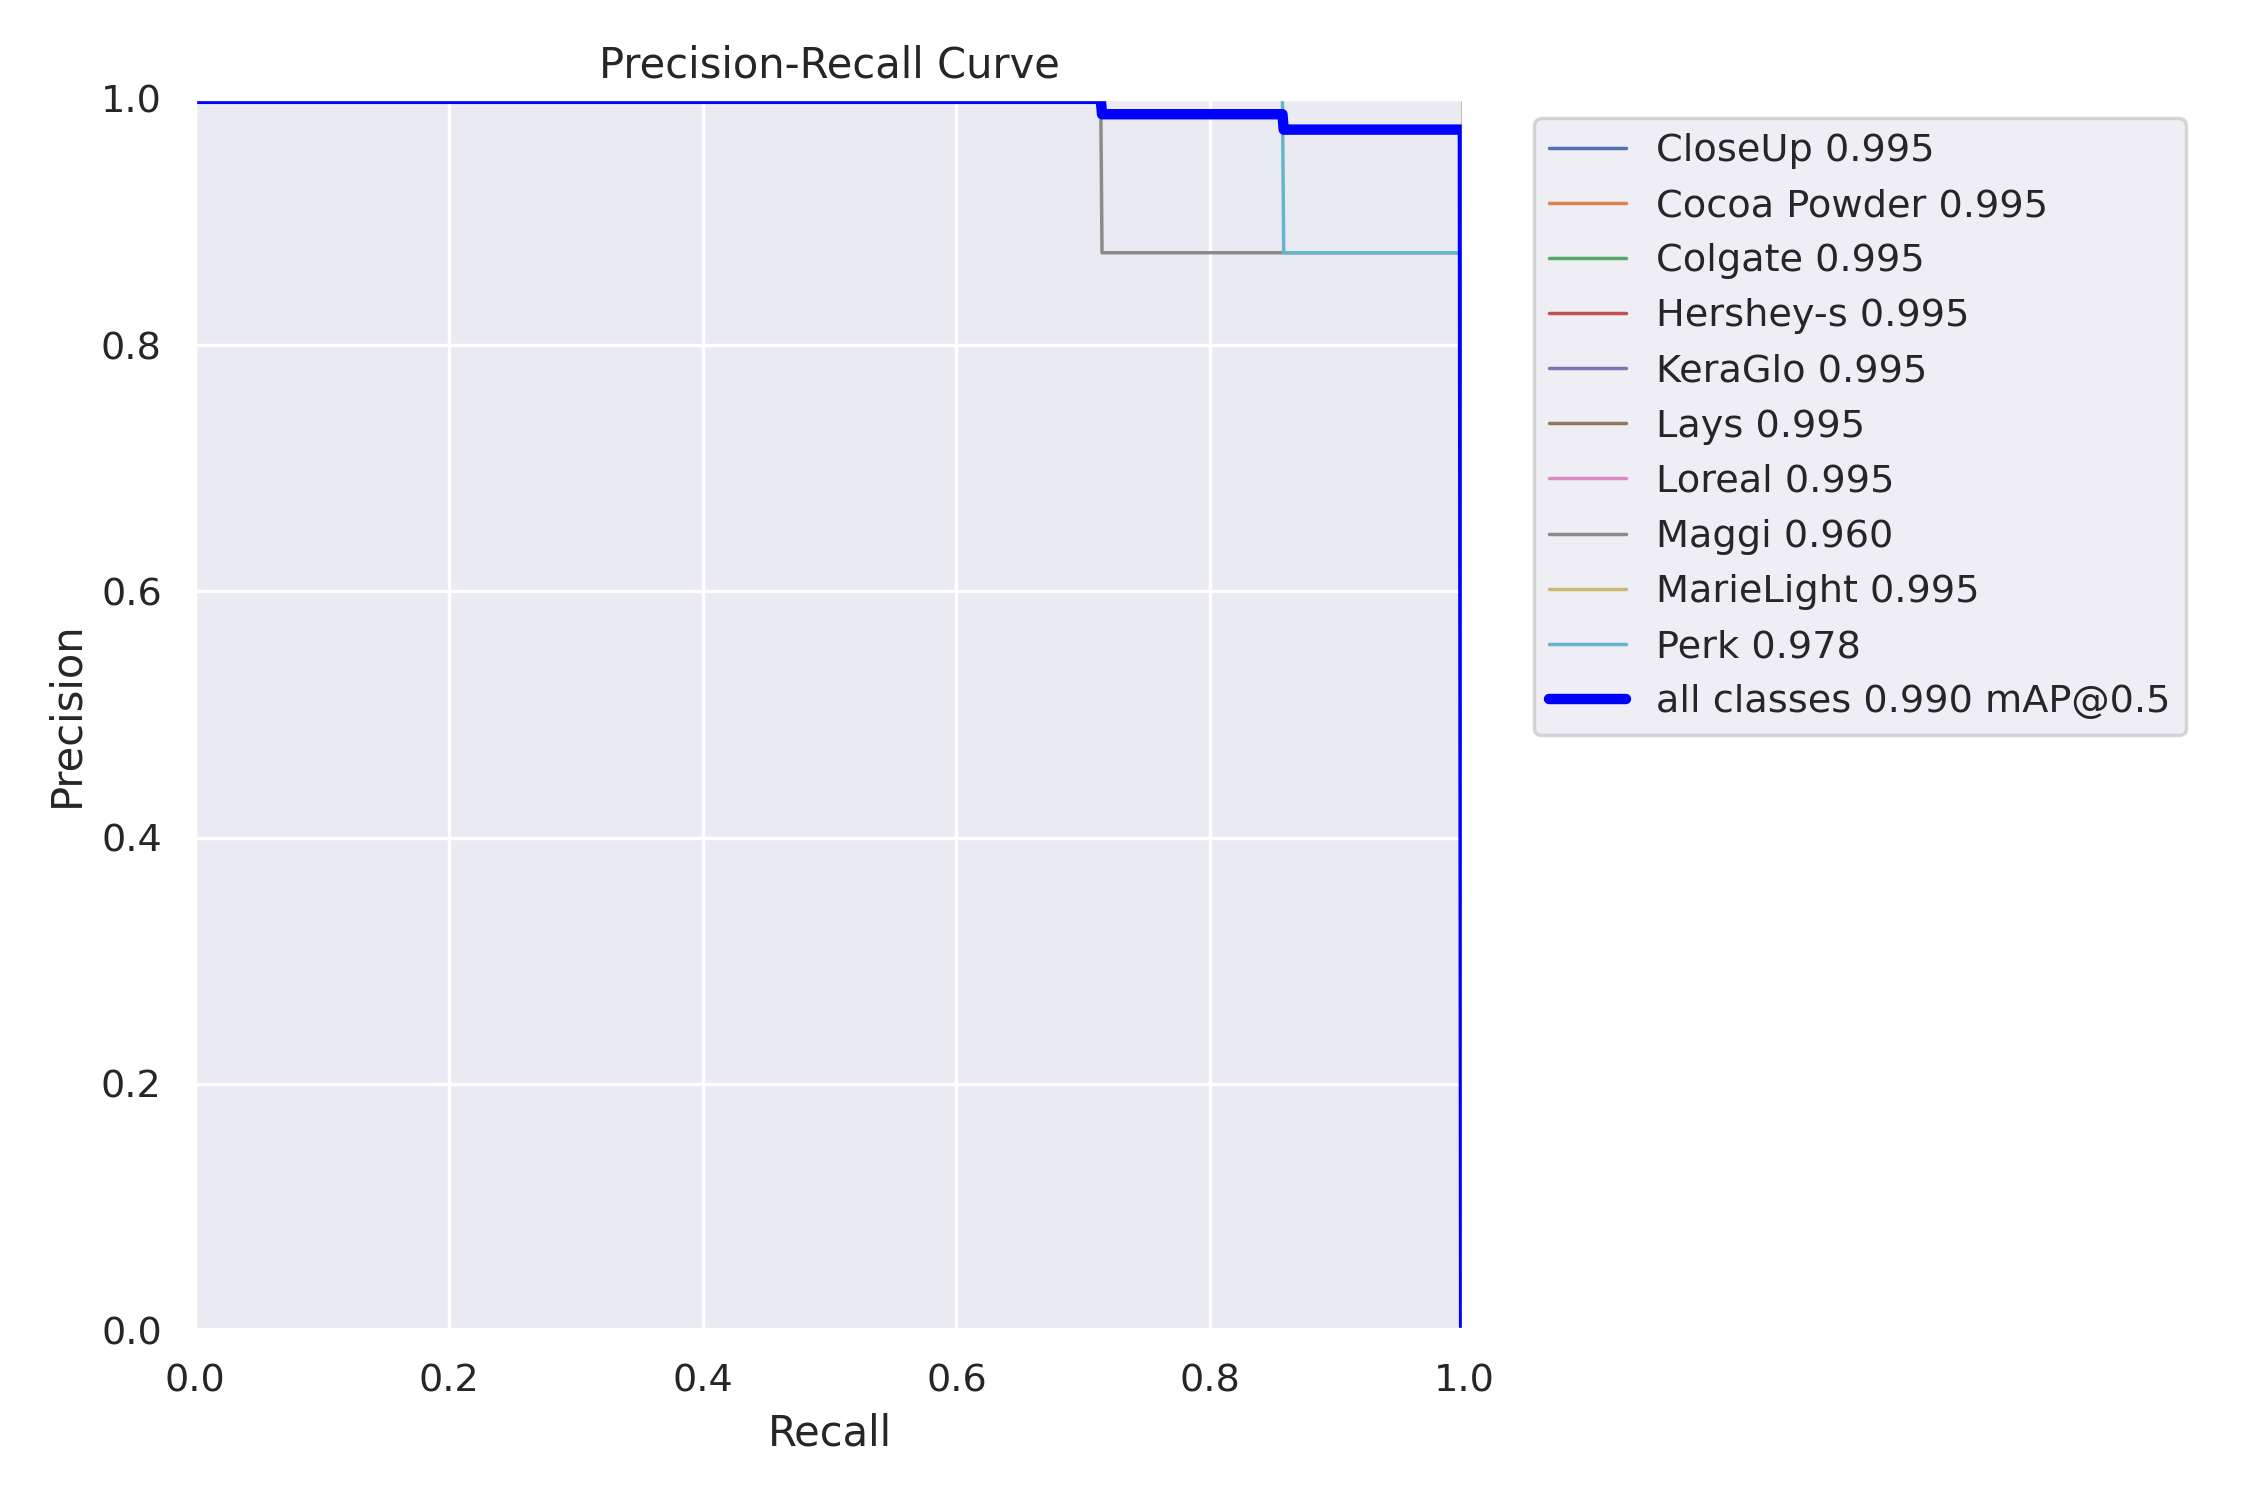 Precision-Recall Curve
1.0
0.8
0.6
0.4
0.2
0.0
Precision
0.0 0.2 0.4 0.6 0.8 1.0
Recall
CloseUp 0.995
Cocoa Powder 0.995
Colgate 0.995
Hershey-s 0.995
KeraGlo 0.995
Lays 0.995
Loreal 0.995
Maggi 0.960
MarieLight 0.995
Perk 0.978
all classes 0.990 mAP@0.5